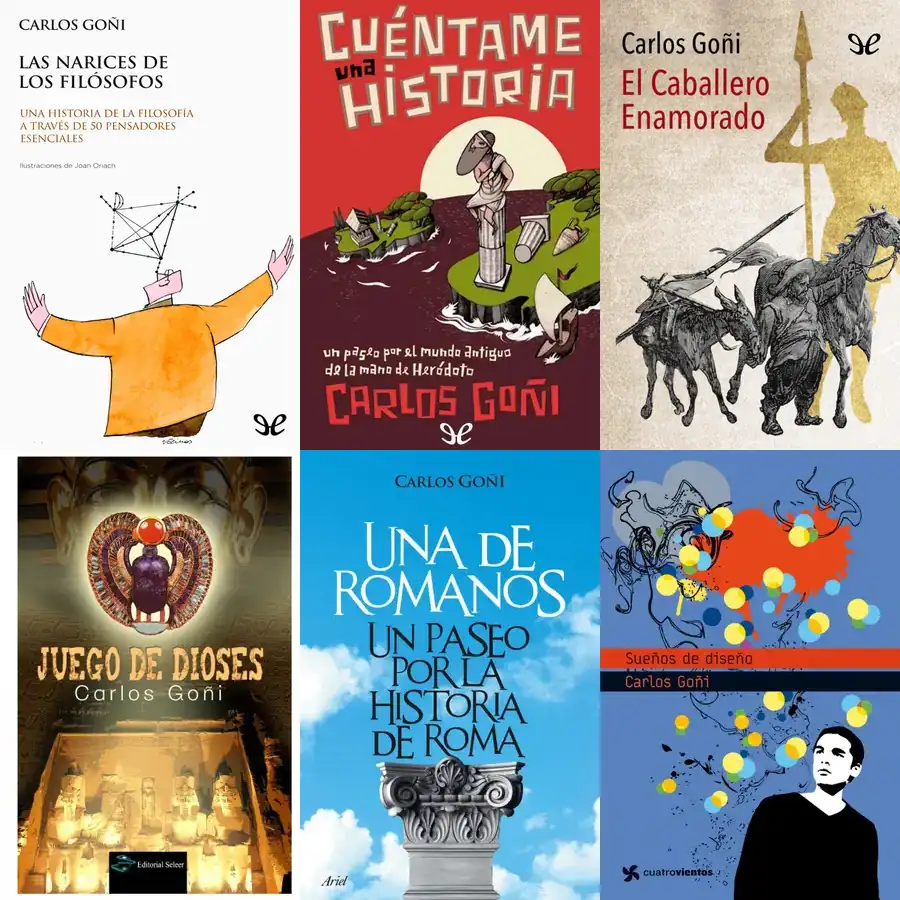 CARLOS GOÑI
LAS NARICES DE
LOS FILÓSOFOS
UNA HISTORIA DE LA FILOSOFÍA
A TRAVÉS DE 50 PENSADORES
ESENCIALES
Ilustraciones de Joan Oriach
CUÉNTAME
una
HISTORIA
un paseo por el mundo antiguo
de la mano de Heródoto
CARLOS GOÑI
Carlos Goñi
El Caballero
Enamorado
JUEGO DE DIOSES
Carlos Goñi
Editorial Seleer
CARLOS GOÑI
UNA DE
ROMANOS
UN PASEO
POR LA
HISTORIA
DE ROMA
Ariel
Sueños de diseño
Carlos Goñi
cuatrovientos